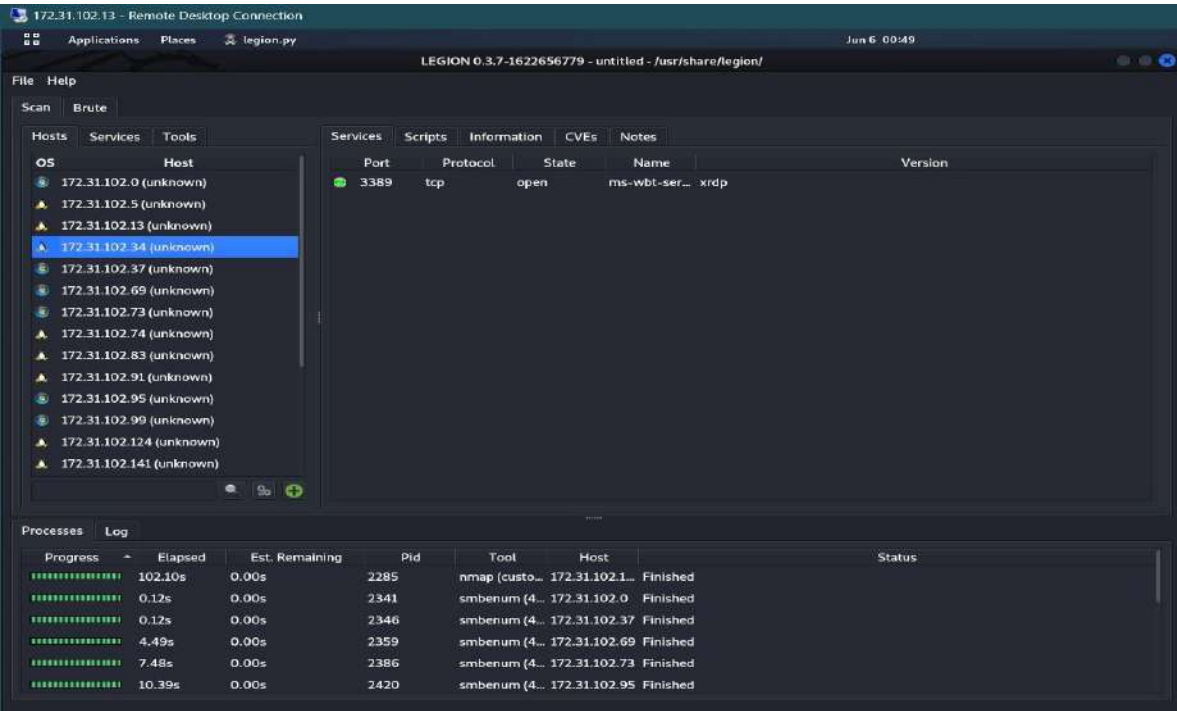 172.31.102.13 - Remote Desktop Connection
Applications Places legion.py Jun 6 00:49
LEGION 0.3.7-1622656779 - untitled - /usr/share/legion/
File Help
Scan Brute
Hosts Services Tools
OS Host
172.31.102.0 (unknown)
172.31.102.5 (unknown)
172.31.102.13 (unknown)
172.31.102.34 (unknown)
172.31.102.37 (unknown)
172.31.102.69 (unknown)
172.31.102.73 (unknown)
172.31.102.74 (unknown)
172.31.102.83 (unknown)
172.31.102.91 (unknown)
172.31.102.95 (unknown)
172.31.102.99 (unknown)
172.31.102.124 (unknown)
172.31.102.141 (unknown)
Services Scripts Information CVEs Notes
Port Protocol State Name Version
3389 tcp open ms-wbt-ser... xrdp
Processes Log
Progress Elapsed Est. Remaining Pid Tool Host Status
102.10s 0.00s 2285 nmap (custo... 172.31.102.1... Finished
0.12s 0.00s 2341 smbenum (4... 172.31.102.0 Finished
0.12s 0.00s 2346 smbenum (4... 172.31.102.37 Finished
4.49s 0.00s 2359 smbenum (4... 172.31.102.69 Finished
7.48s 0.00s 2386 smbenum (4... 172.31.102.73 Finished
10.39s 0.00s 2420 smbenum (4... 172.31.102.95 Finished